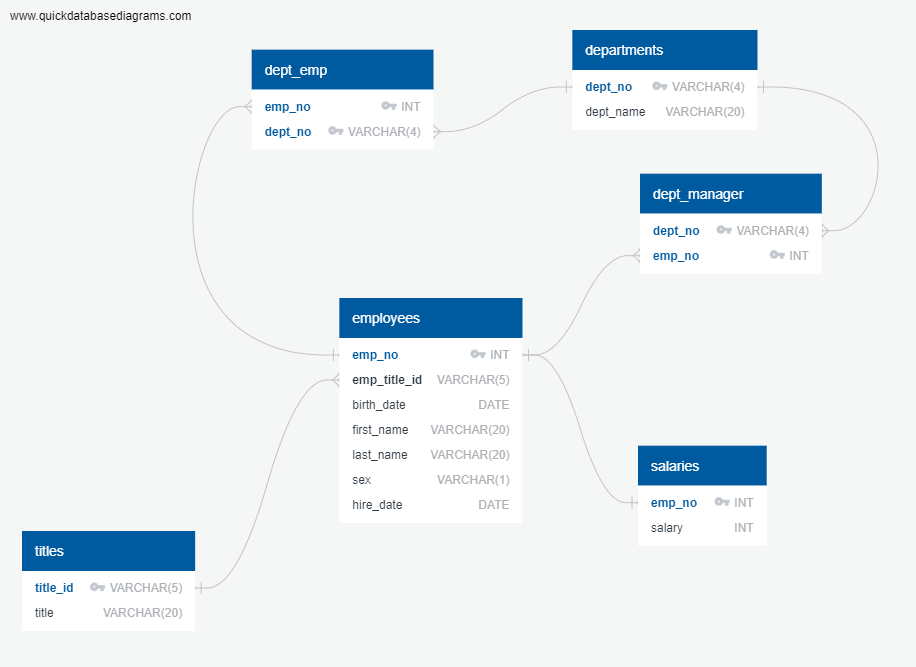 www.quickdatabasediagrams.com
dept_emp
emp_no INT
dept_no VARCHAR(4)
departments
dept_no VARCHAR(4)
dept_name VARCHAR(20)
dept_manager
dept_no VARCHAR(4)
emp_no INT
employees
emp_no INT
emp_title_id VARCHAR(5)
birth_date DATE
first_name VARCHAR(20)
last_name VARCHAR(20)
sex VARCHAR(1)
hire_date DATE
salaries
emp_no INT
salary INT
titles
title_id VARCHAR(5)
title VARCHAR(20)